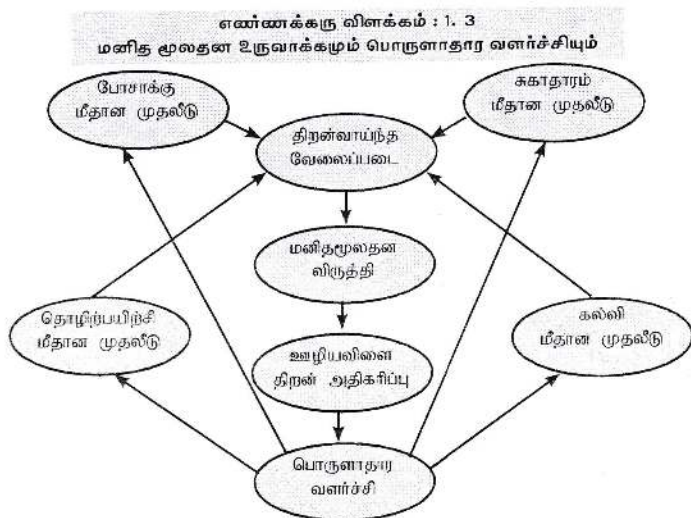 எண்ணக்கரு விளக்கம் : 1. 3
மனித மூலதன உருவாக்கமும் பொருளாதார வளர்ச்சியும்
போசாக்கு
மீதான முதலீடு
சுகாதாரம்
மீதான முதலீடு
திறன்வாய்ந்த
வேலைப்படை
மனிதமூலதன
விருத்தி
தொழிற்பயிற்சி
மீதான முதலீடு
கல்வி
மீதான முதலீடு
ஊழியவிளை
திறன் அதிகரிப்பு
பொருளாதார
வளர்ச்சி